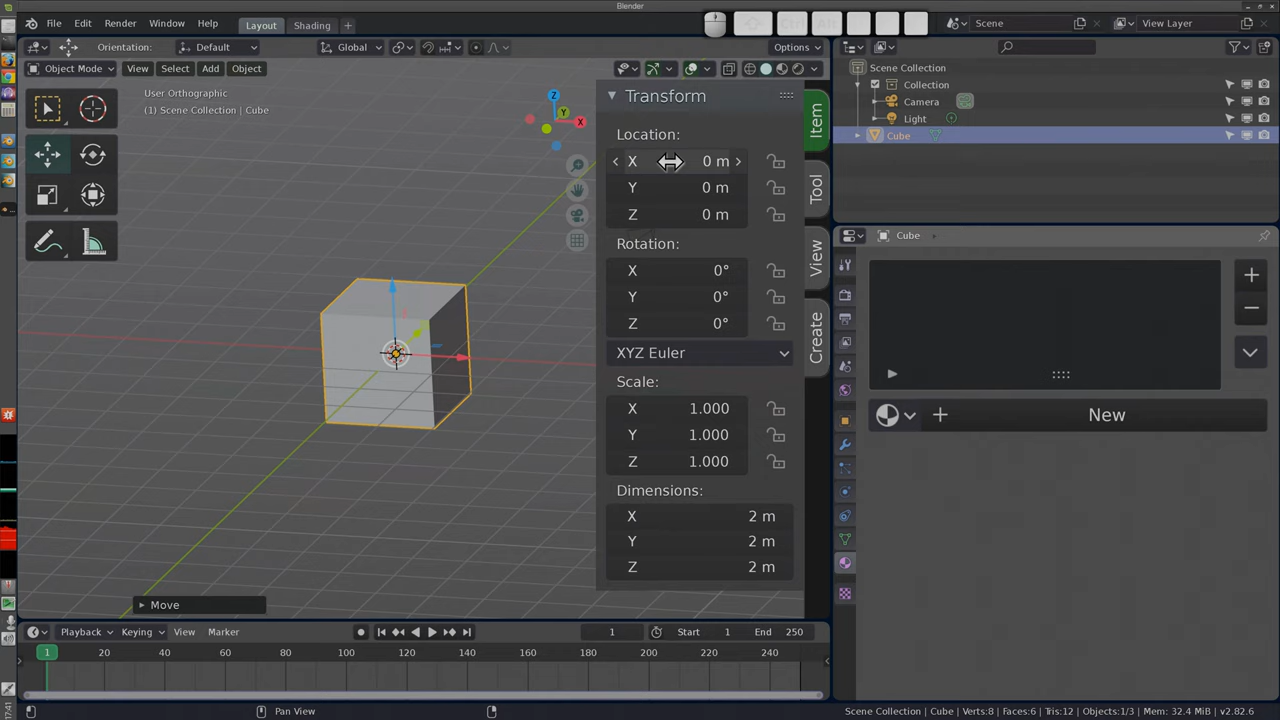 Blender
File Edit Render Window Help Layout Shading + Scene View Layer
Ctrl Alt
Orientation: Default Global Options
Object Mode View Select Add Object
User Orthographic
(1) Scene Collection | Cube
Z
Y
X
Transform
Location:
X 0 m
Y 0 m
Z 0 m
Rotation:
X 0°
Y 0°
Z 0°
XYZ Euler
Scale:
X 1.000
Y 1.000
Z 1.000
Dimensions:
X 2 m
Y 2 m
Z 2 m
Item
Tool
View
Create
Move
Scene Collection
Collection
Camera
Light
Cube
Cube
New
Playback Keying View Marker 1 Start 1 End 250
1 20 40 60 80 100 120 140 160 180 200 220 240
17:41
Pan View
Scene Collection | Cube | Verts:8 | Faces:6 | Tris:12 | Objects:1/3 | Mem: 32.4 MiB | v2.82.6